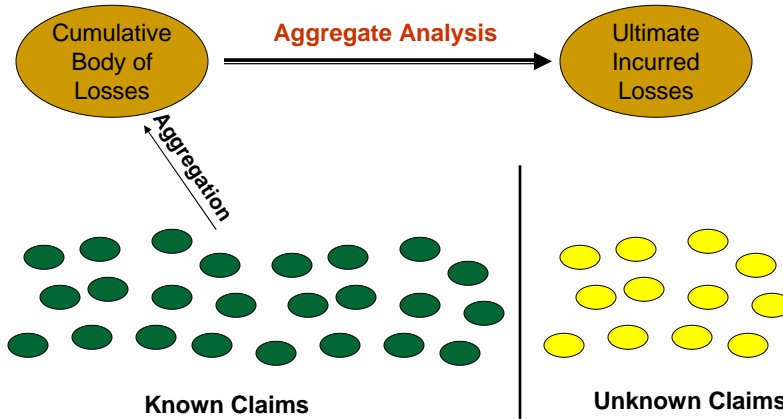 Cumulative
Body of
Losses
Aggregate Analysis
Ultimate
Incurred
Losses
Aggregation
Known Claims
Unknown Claims